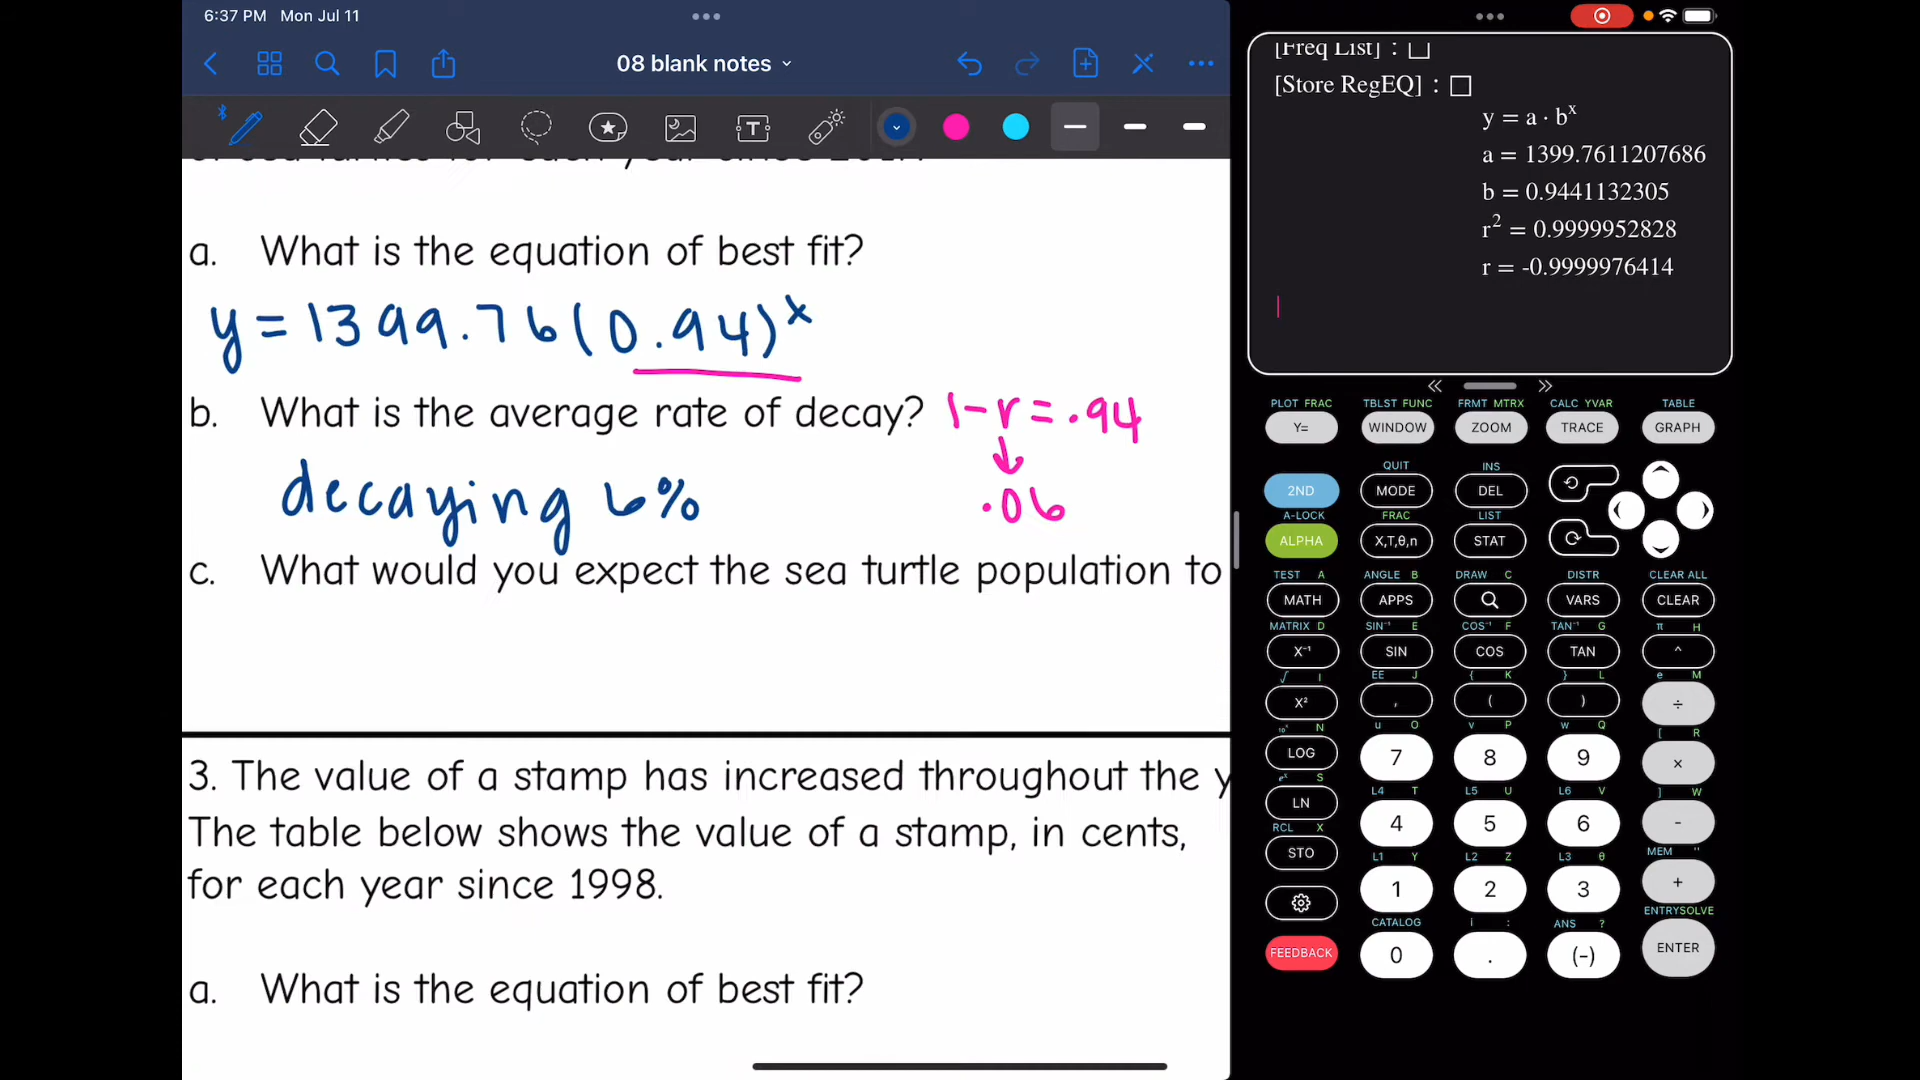 6:37 PM Mon Jul 11
08 blank notes
a. What is the equation of best fit?
y = 1399.76(0.94)ˣ
b. What is the average rate of decay? 1-r = .94
.06
decaying 6%
c. What would you expect the sea turtle population to
3. The value of a stamp has increased throughout the y
The table below shows the value of a stamp, in cents,
for each year since 1998.
a. What is the equation of best fit?
[Freq List] :
[Store RegEQ] :
y = a · bˣ
a = 1399.7611207686
b = 0.9441132305
r² = 0.9999952828
r = -0.9999976414
PLOT FRAC TBLST FUNC FRMT MTRX CALC YVAR TABLE
Y= WINDOW ZOOM TRACE GRAPH
QUIT INS
2ND MODE DEL
A-LOCK FRAC LIST
ALPHA X,T,θ,n STAT
TEST A ANGLE B DRAW C DISTR CLEAR ALL
MATH APPS VARS CLEAR
MATRIX D SIN⁻¹ E COS⁻¹ F TAN⁻¹ G π H
X⁻¹ SIN COS TAN ^
√ I EE J { K } L e M
X² , ( ) ÷
10ˣ N u O v P w Q [ R
LOG 7 8 9 ×
eˣ S L4 T L5 U L6 V ] W
LN 4 5 6 -
RCL X L1 Y L2 Z L3 θ MEM "
STO 1 2 3 +
CATALOG i : ANS ? ENTRY SOLVE
FEEDBACK 0 . (-) ENTER